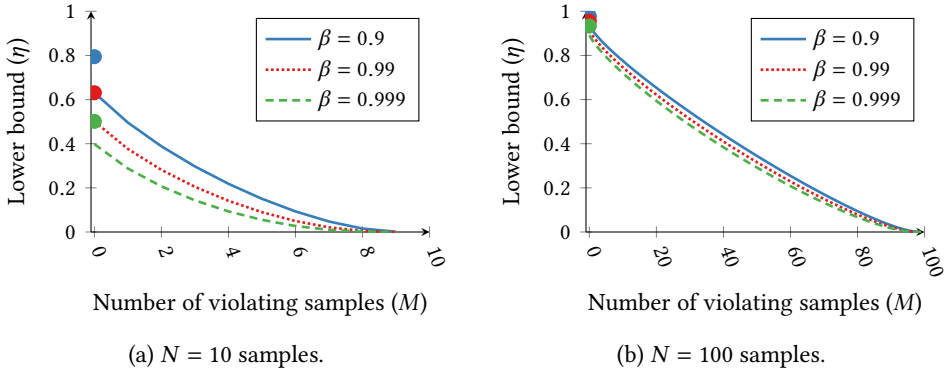 1
0.8
0.6
0.4
0.2
0
Lower bound (η)
β = 0.9
β = 0.99
β = 0.999
0
2
4
6
8
10
Number of violating samples (M)
(a) N = 10 samples.
1
0.8
0.6
0.4
0.2
0
Lower bound (η)
β = 0.9
β = 0.99
β = 0.999
0
20
40
60
80
100
Number of violating samples (M)
(b) N = 100 samples.